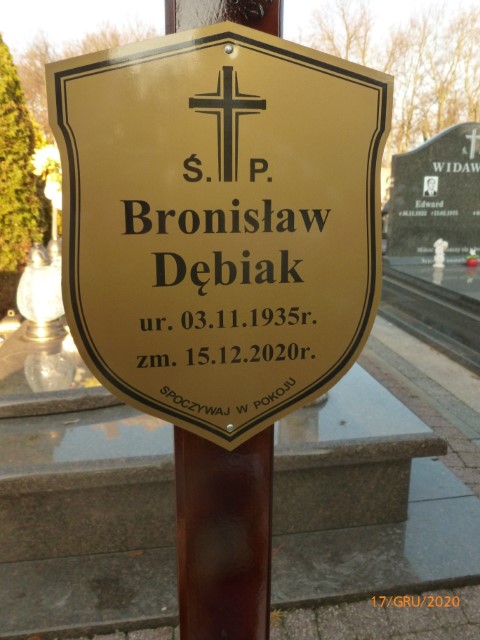 Ś. P.
Bronisław
Dębiak
ur. 03.11.1935r.
zm. 15.12.2020r.
SPOCZYWAJ W POKOJU
WIDAW
Edward
17/GRU/2020